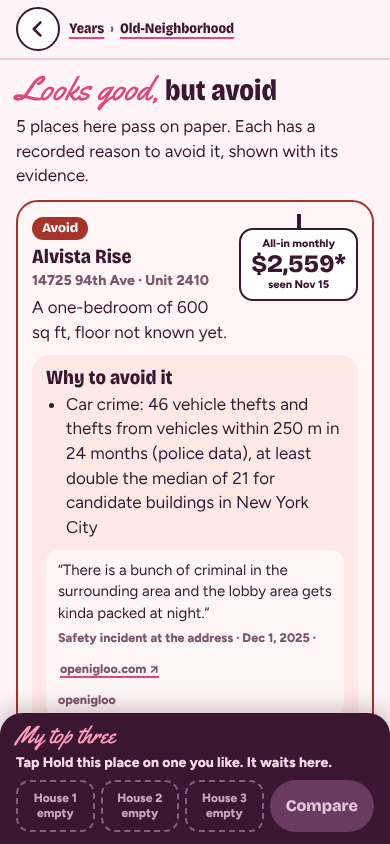 Years › Old-Neighborhood
Looks good, but avoid
5 places here pass on paper. Each has a
recorded reason to avoid it, shown with its
evidence.
Avoid
Alvista Rise
14725 94th Ave · Unit 2410
A one-bedroom of 600
sq ft, floor not known yet.
All-in monthly
$2,559*
seen Nov 15
Why to avoid it
• Car crime: 46 vehicle thefts and
thefts from vehicles within 250 m in
24 months (police data), at least
double the median of 21 for
candidate buildings in New York
City
“There is a bunch of criminal in the
surrounding area and the lobby area gets
kinda packed at night.”
Safety incident at the address · Dec 1, 2025 ·
openigloo.com ↗
openigloo
My top three
Tap Hold this place on one you like. It waits here.
House 1
empty
House 2
empty
House 3
empty
Compare